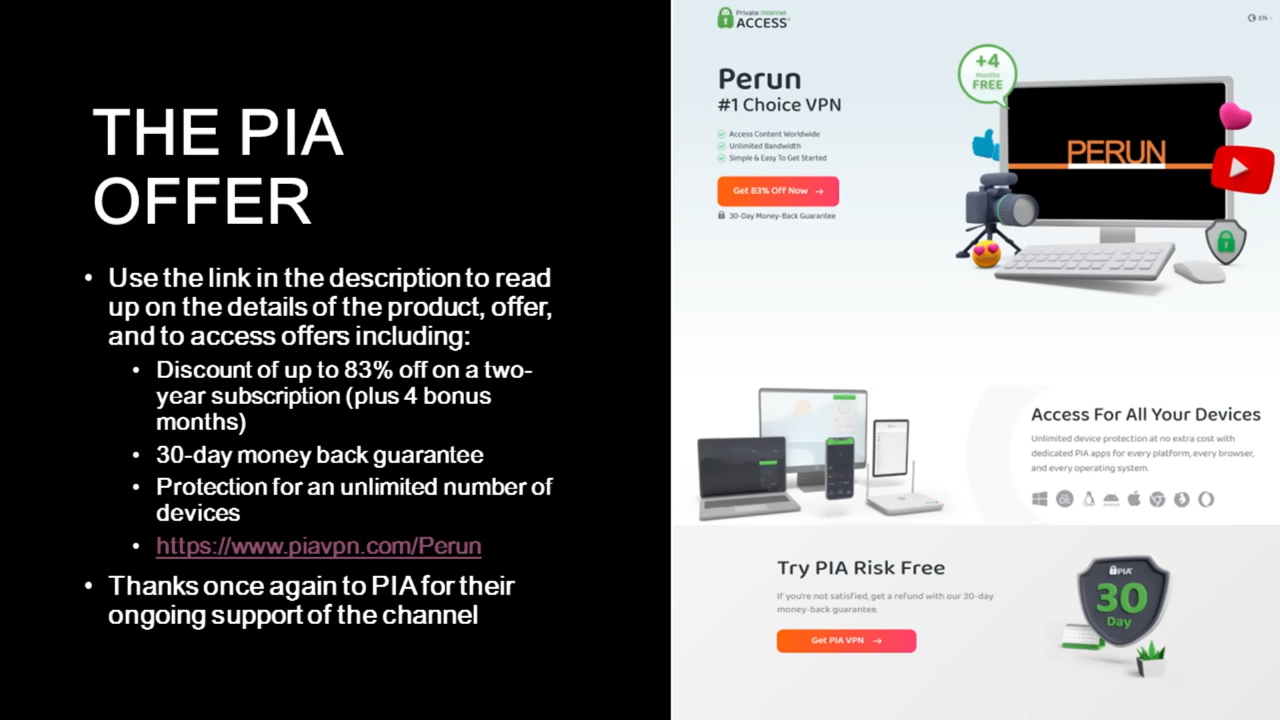 THE PIA
OFFER
• Use the link in the description to read
up on the details of the product, offer,
and to access offers including:
• Discount of up to 83% off on a two-
year subscription (plus 4 bonus
months)
• 30-day money back guarantee
• Protection for an unlimited number of
devices
• https://www.piavpn.com/Perun
• Thanks once again to PIA for their
ongoing support of the channel
Private Internet
ACCESS
EN
Perun
#1 Choice VPN
Access Content Worldwide
Unlimited Bandwidth
Simple & Easy To Get Started
Get 83% Off Now →
30-Day Money-Back Guarantee
+4
Months
FREE
PERUN
Access For All Your Devices
Unlimited device protection at no extra cost with
dedicated PIA apps for every platform, every browser,
and every operating system.
Try PIA Risk Free
If you're not satisfied, get a refund with our 30-day
money-back guarantee.
Get PIA VPN →
PIA
30
Day